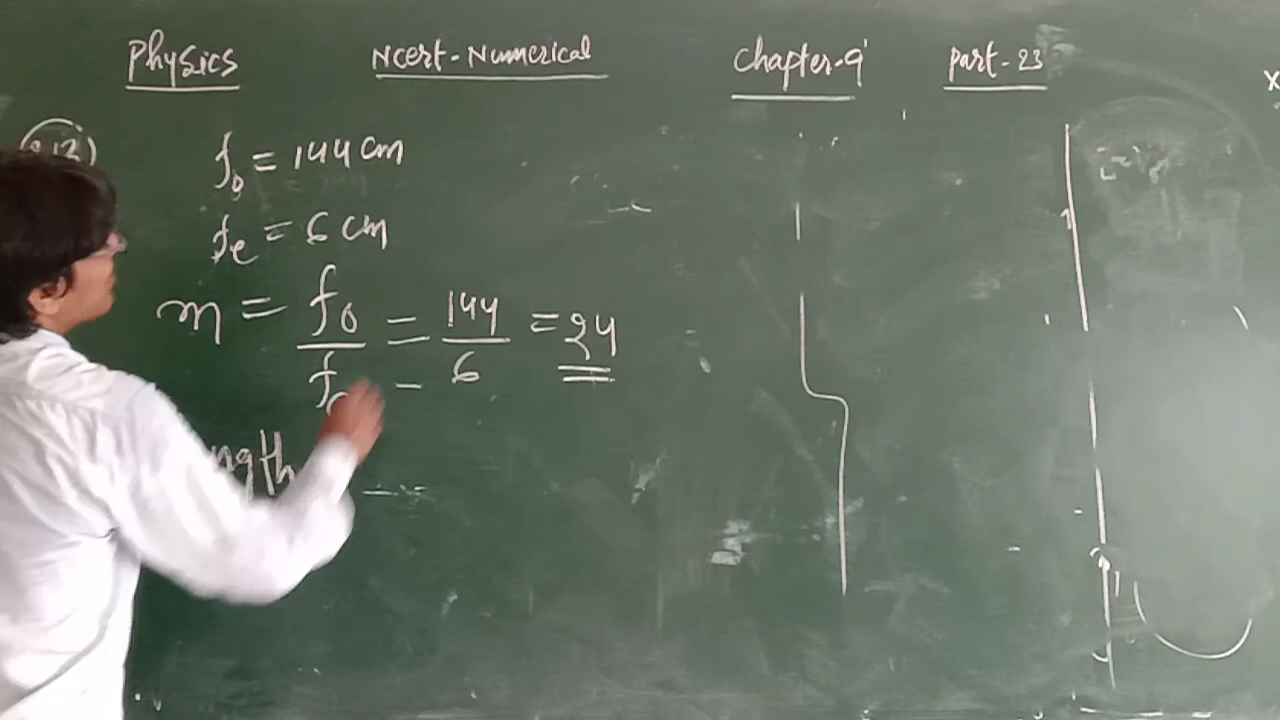 Physics Ncert-Numerical Chapter-9 Part-23
f₀ = 144 cm
fe = 6 cm
m = f₀/fe = 144/6 = 24